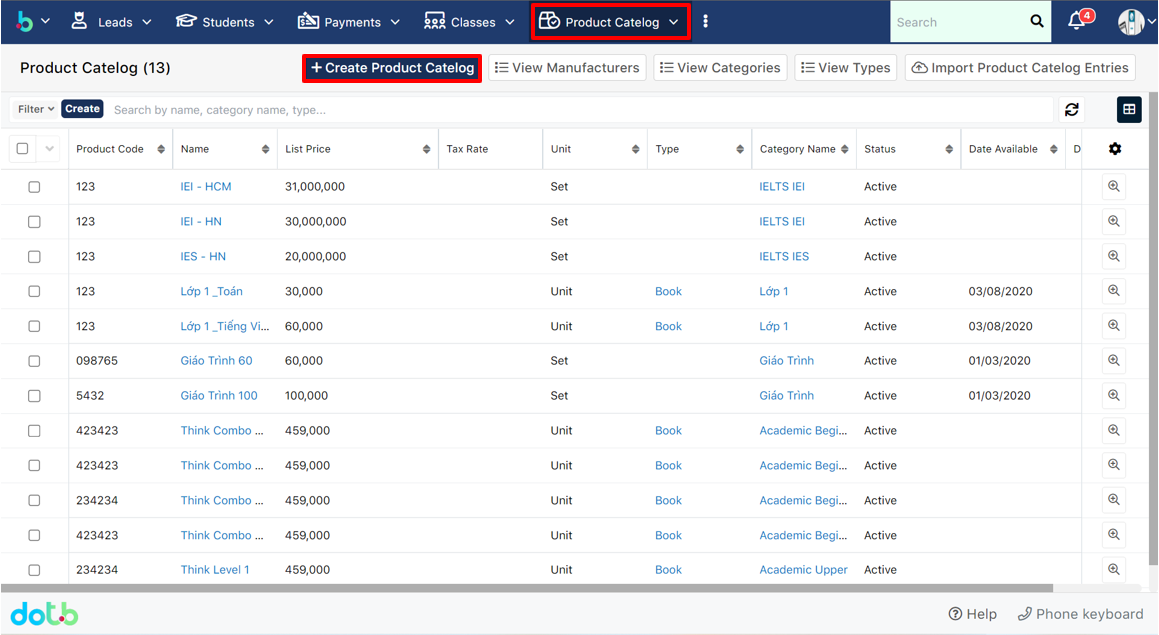 b Leads Students Payments Classes Product Catelog Search 4
Product Catelog (13) + Create Product Catelog View Manufacturers View Categories View Types Import Product Catelog Entries
Filter Create Search by name, category name, type...
Product Code Name List Price Tax Rate Unit Type Category Name Status Date Available D
123 IEI - HCM 31,000,000 Set IELTS IEI Active
123 IEI - HN 30,000,000 Set IELTS IEI Active
123 IES - HN 20,000,000 Set IELTS IES Active
123 Lớp 1 _Toán 30,000 Unit Book Lớp 1 Active 03/08/2020
123 Lớp 1 _Tiếng Vi... 60,000 Unit Book Lớp 1 Active 03/08/2020
098765 Giáo Trình 60 60,000 Set Giáo Trình Active 01/03/2020
5432 Giáo Trình 100 100,000 Set Giáo Trình Active 01/03/2020
423423 Think Combo ... 459,000 Unit Book Academic Begi... Active
423423 Think Combo ... 459,000 Unit Book Academic Begi... Active
234234 Think Combo ... 459,000 Unit Book Academic Begi... Active
423423 Think Combo ... 459,000 Unit Book Academic Begi... Active
234234 Think Level 1 459,000 Unit Book Academic Upper Active
dotb Help Phone keyboard